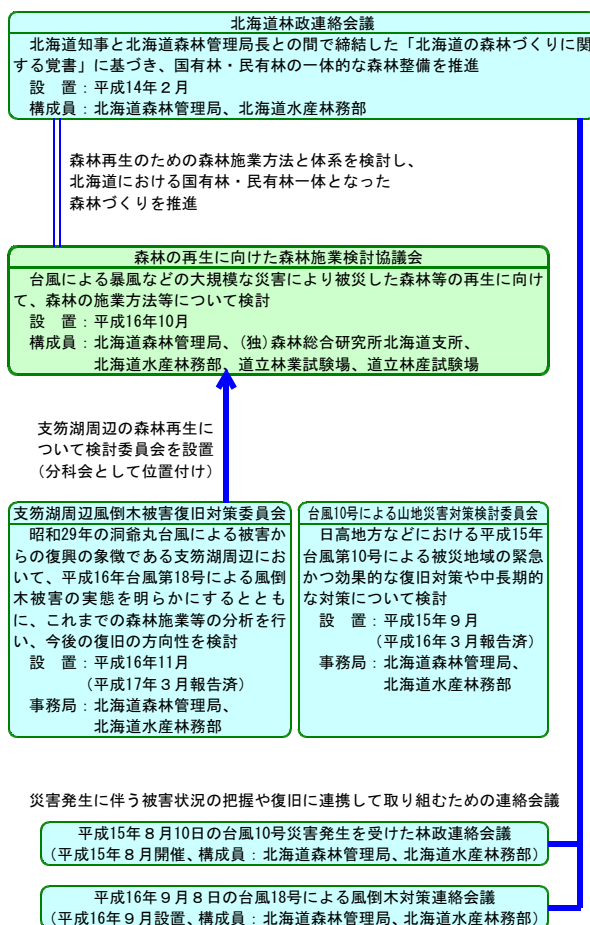 北海道林政連絡会議
北海道知事と北海道森林管理局長との間で締結した「北海道の森林づくりに関
する覚書」に基づき、国有林・民有林の一体的な森林整備を推進
設　置：平成14年２月
構成員：北海道森林管理局、北海道水産林務部
森林再生のための森林施業方法と体系を検討し、
北海道における国有林・民有林一体となった
森林づくりを推進
森林の再生に向けた森林施業検討協議会
台風による暴風などの大規模な災害により被災した森林等の再生に向け
て、森林の施業方法等について検討
設　置：平成16年10月
構成員：北海道森林管理局、(独)森林総合研究所北海道支所、
北海道水産林務部、道立林業試験場、道立林産試験場
支笏湖周辺の森林再生に
ついて検討委員会を設置
（分科会として位置付け）
支笏湖周辺風倒木被害復旧対策委員会
昭和29年の洞爺丸台風による被害か
らの復興の象徴である支笏湖周辺にお
いて、平成16年台風第18号による風倒
木被害の実態を明らかにするととも
に、これまでの森林施業等の分析を行
い、今後の復旧の方向性を検討
設　置：平成16年11月
（平成17年３月報告済）
事務局：北海道森林管理局、
北海道水産林務部
台風10号による山地災害対策検討委員会
日高地方などにおける平成15年
台風第10号による被災地域の緊急
かつ効果的な復旧対策や中長期的
な対策について検討
設　置：平成15年９月
（平成16年３月報告済）
事務局：北海道森林管理局、
北海道水産林務部
災害発生に伴う被害状況の把握や復旧に連携して取り組むための連絡会議
平成15年８月10日の台風10号災害発生を受けた林政連絡会議
（平成15年８月開催、構成員：北海道森林管理局、北海道水産林務部）
平成16年９月８日の台風18号による風倒木対策連絡会議
（平成16年９月設置、構成員：北海道森林管理局、北海道水産林務部）